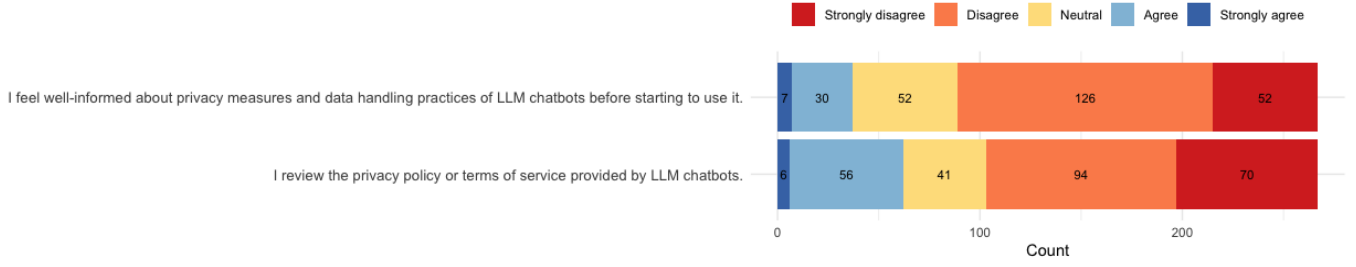 Strongly disagree Disagree Neutral Agree Strongly agree
I feel well-informed about privacy measures and data handling practices of LLM chatbots before starting to use it.
7 30 52 126 52
I review the privacy policy or terms of service provided by LLM chatbots.
6 56 41 94 70
0 100 200
Count